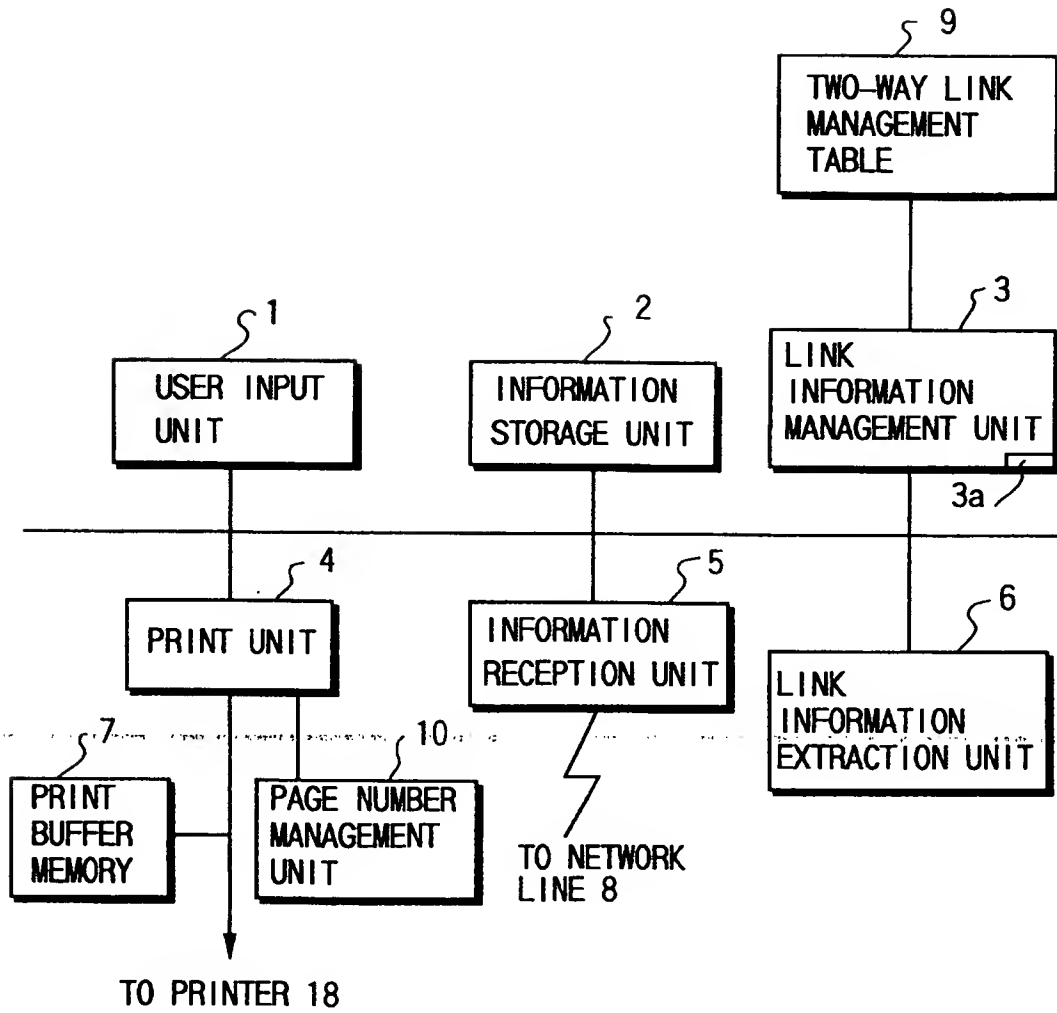 9
TWO-WAY LINK
MANAGEMENT
TABLE
1
USER INPUT
UNIT
2
INFORMATION
STORAGE UNIT
3
LINK
INFORMATION
MANAGEMENT UNIT
3a
4
PRINT UNIT
5
INFORMATION
RECEPTION UNIT
6
LINK
INFORMATION
EXTRACTION UNIT
7
PRINT
BUFFER
MEMORY
10
PAGE NUMBER
MANAGEMENT
UNIT
TO NETWORK
LINE 8
TO PRINTER 18